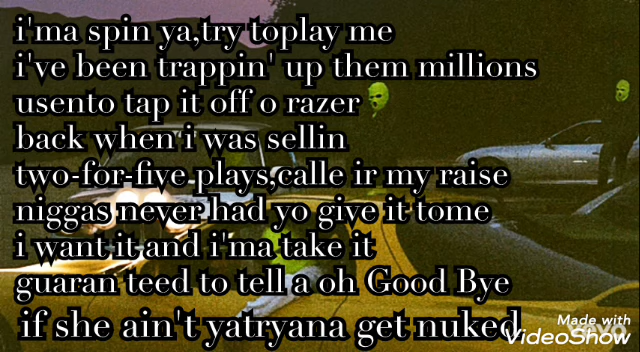 i'ma spin ya,try toplay me
i've been trappin' up them millions
usento tap it off o razer
back when i was sellin
two-for-five plays,calle ir my raise
niggas never had yo give it tome
i want it and i'ma take it
guaran teed to tell a oh Good Bye
if she ain't yatryana get nuked
Made with
VideoShow